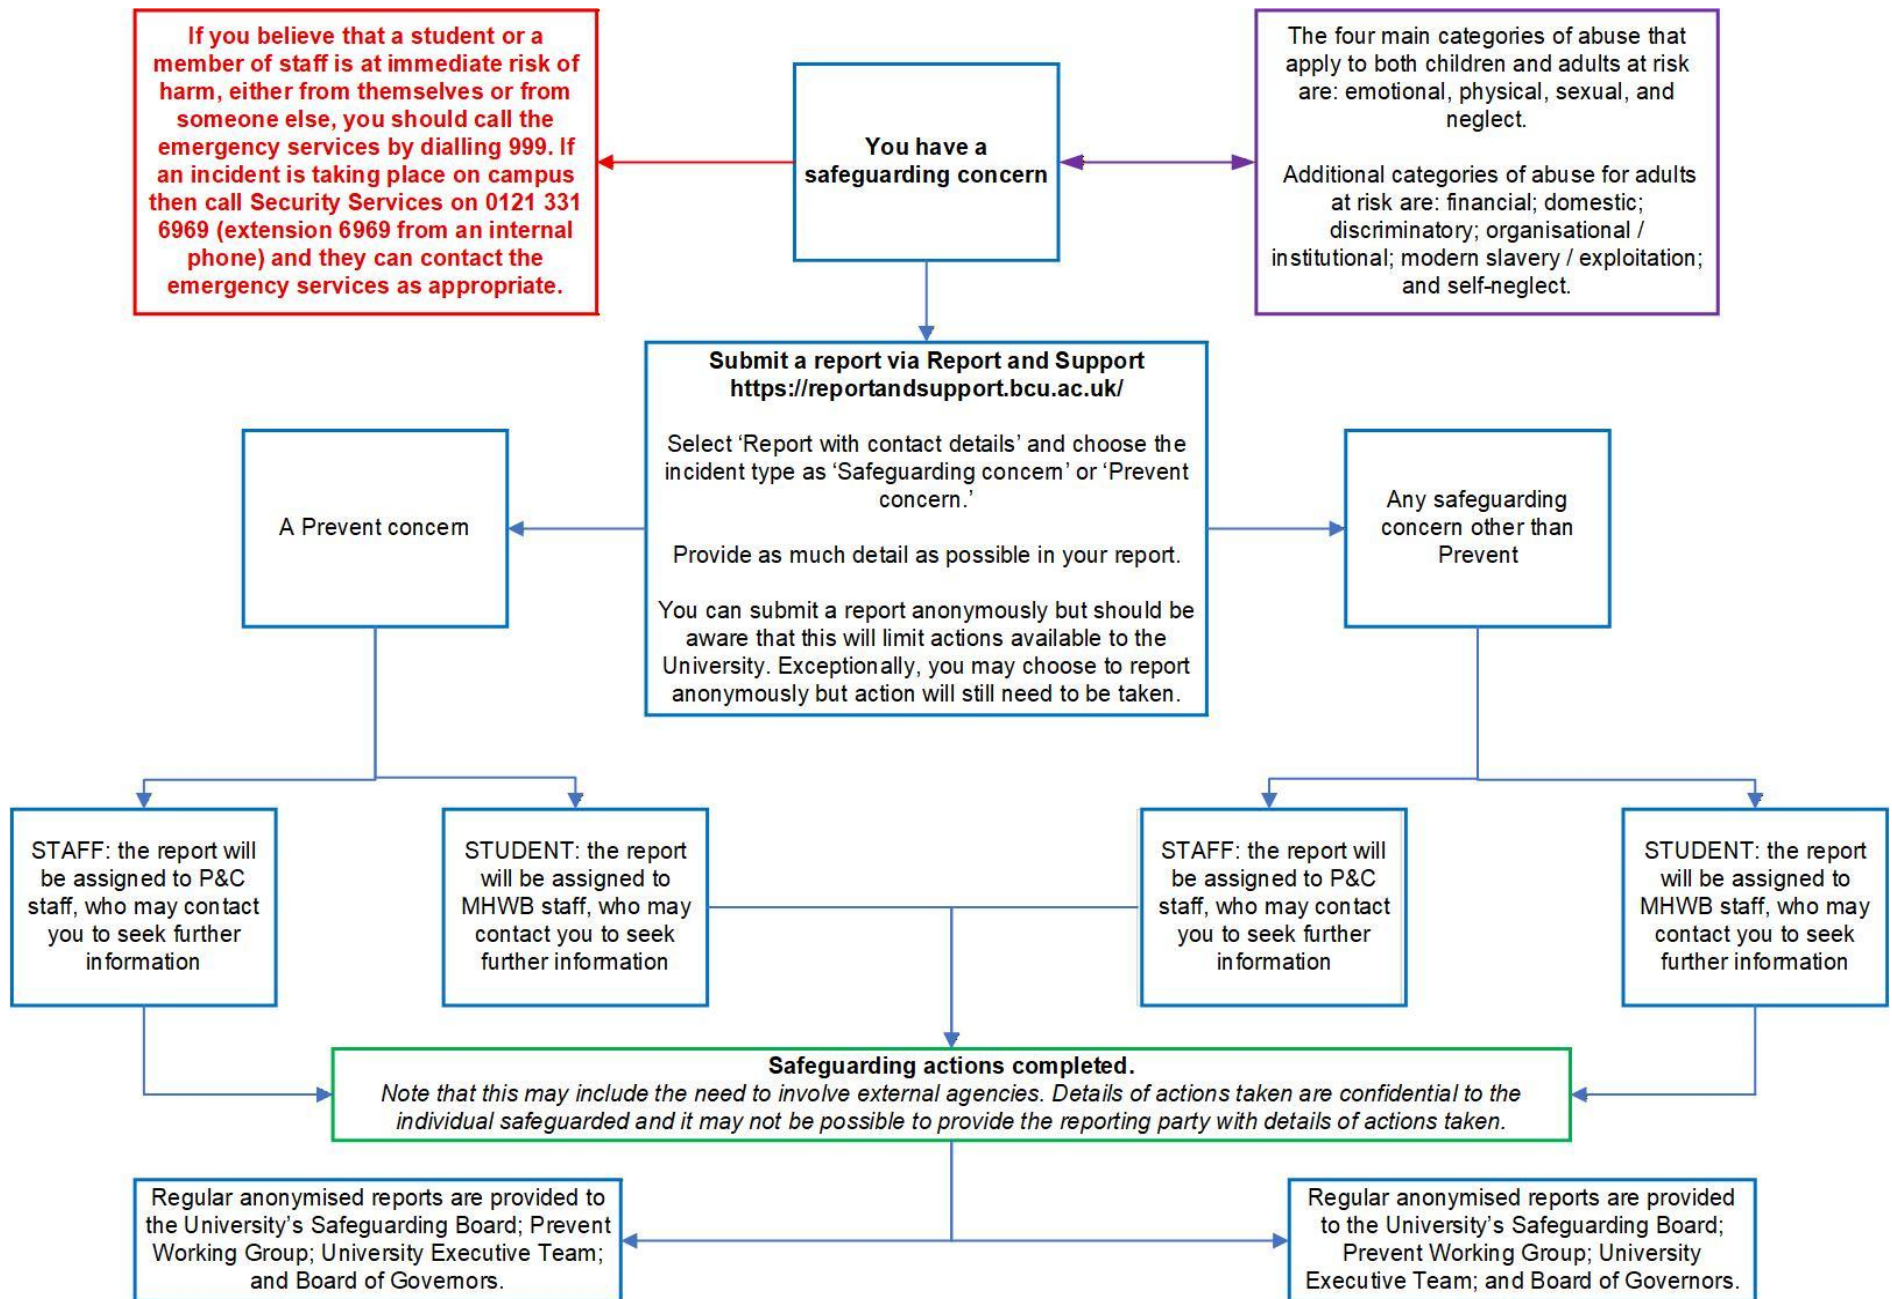 If you believe that a student or a
member of staff is at immediate risk of
harm, either from themselves or from
someone else, you should call the
emergency services by dialling 999. If
an incident is taking place on campus
then call Security Services on 0121 331
6969 (extension 6969 from an internal
phone) and they can contact the
emergency services as appropriate.
You have a
safeguarding concern
The four main categories of abuse that
apply to both children and adults at risk
are: emotional, physical, sexual, and
neglect.
Additional categories of abuse for adults
at risk are: financial; domestic;
discriminatory; organisational /
institutional; modern slavery / exploitation;
and self-neglect.
Submit a report via Report and Support
https://reportandsupport.bcu.ac.uk/
Select ‘Report with contact details’ and choose the
incident type as ‘Safeguarding concern’ or ‘Prevent
concern.’
Provide as much detail as possible in your report.
You can submit a report anonymously but should be
aware that this will limit actions available to the
University. Exceptionally, you may choose to report
anonymously but action will still need to be taken.
A Prevent concern
Any safeguarding
concern other than
Prevent
STAFF: the report will
be assigned to P&C
staff, who may contact
you to seek further
information
STUDENT: the report
will be assigned to
MHWB staff, who may
contact you to seek
further information
STAFF: the report will
be assigned to P&C
staff, who may contact
you to seek further
information
STUDENT: the report
will be assigned to
MHWB staff, who may
contact you to seek
further information
Safeguarding actions completed.
Note that this may include the need to involve external agencies. Details of actions taken are confidential to the
individual safeguarded and it may not be possible to provide the reporting party with details of actions taken.
Regular anonymised reports are provided to
the University’s Safeguarding Board; Prevent
Working Group; University Executive Team;
and Board of Governors.
Regular anonymised reports are provided
to the University’s Safeguarding Board;
Prevent Working Group; University
Executive Team; and Board of Governors.